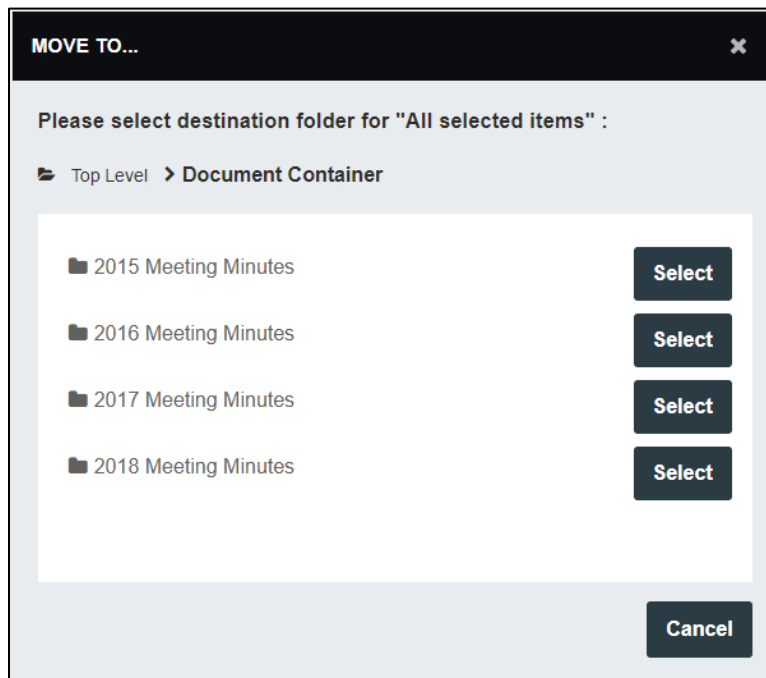 MOVE TO...
Please select destination folder for "All selected items" :
Top Level > Document Container
2015 Meeting Minutes Select
2016 Meeting Minutes Select
2017 Meeting Minutes Select
2018 Meeting Minutes Select
Cancel